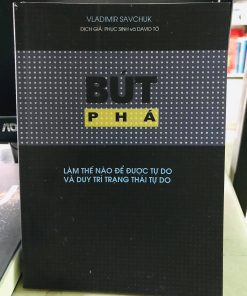 VLADIMIR SAVCHUK
DỊCH GIẢ: PHỤC SINH và DAVID TÔ
BỨT
PHÁ
LÀM THẾ NÀO ĐỂ ĐƯỢC TỰ DO
VÀ DUY TRÌ TRẠNG THÁI TỰ DO